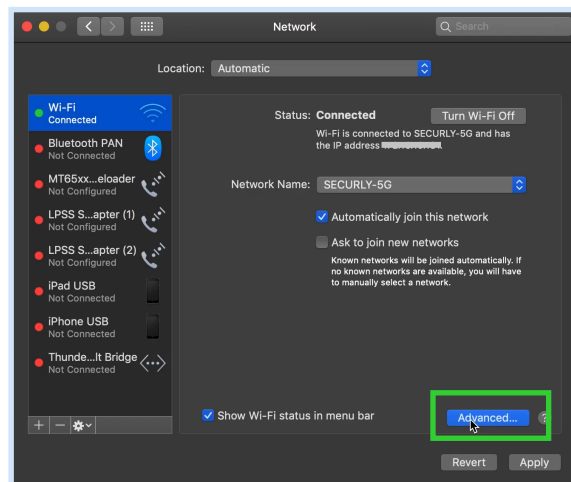 Network
Search
Location: Automatic
Wi-Fi
Connected
Bluetooth PAN
Not Connected
MT65xx...eloader
Not Configured
LPSS S...apter (1)
Not Configured
LPSS S...apter (2)
Not Configured
iPad USB
Not Connected
iPhone USB
Not Connected
Thunde...lt Bridge
Not Connected
Status: Connected
Turn Wi-Fi Off
Wi-Fi is connected to SECURLY-5G and has
the IP address
Network Name: SECURLY-5G
Automatically join this network
Ask to join new networks
Known networks will be joined automatically. If
no known networks are available, you will have
to manually select a network.
Show Wi-Fi status in menu bar
Advanced...
?
Revert
Apply